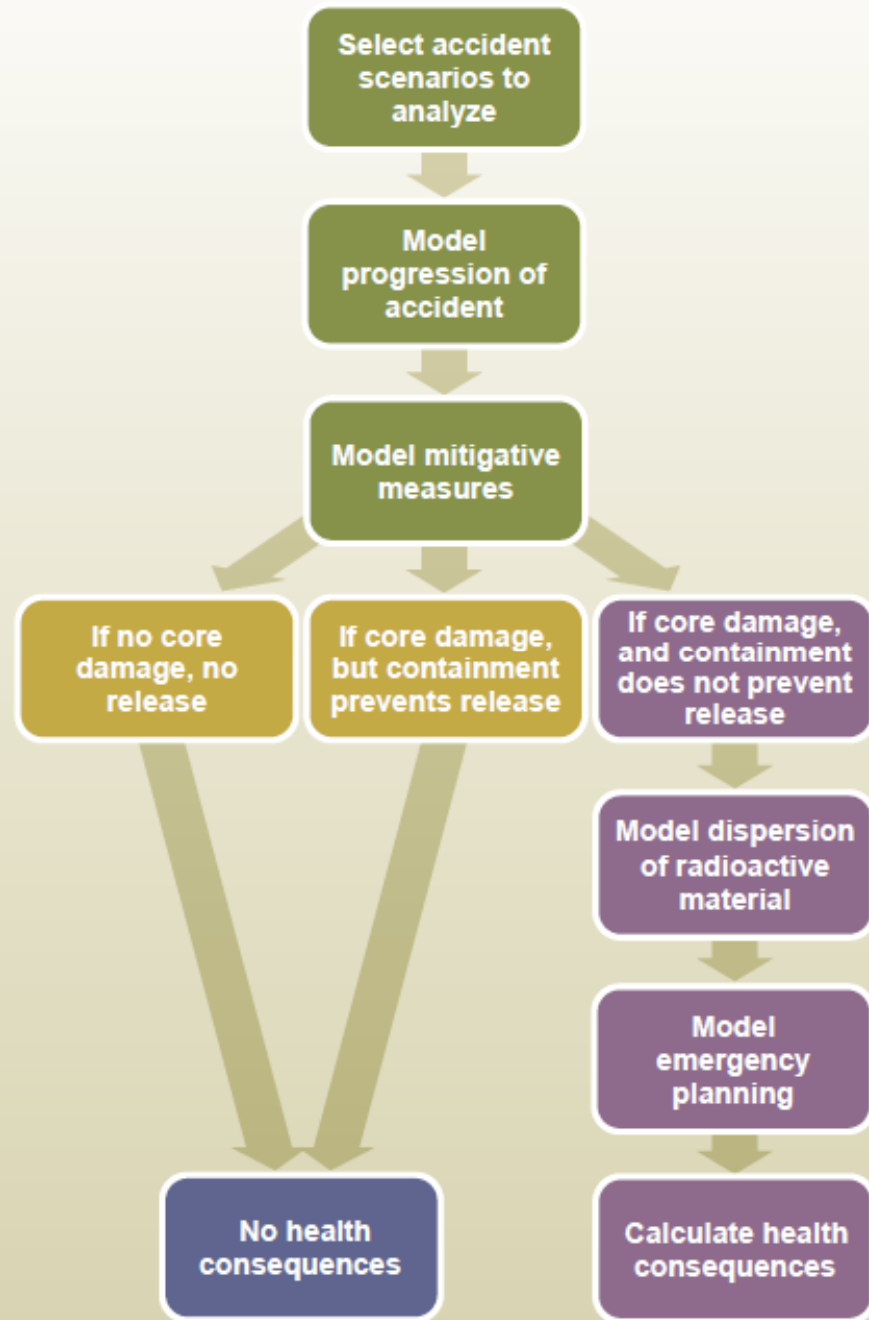 Select accident
scenarios to
analyze
Model
progression of
accident
Model mitigative
measures
If no core
damage, no
release
If core damage,
but containment
prevents release
If core damage,
and containment
does not prevent
release
Model dispersion
of radioactive
material
Model
emergency
planning
No health
consequences
Calculate health
consequences